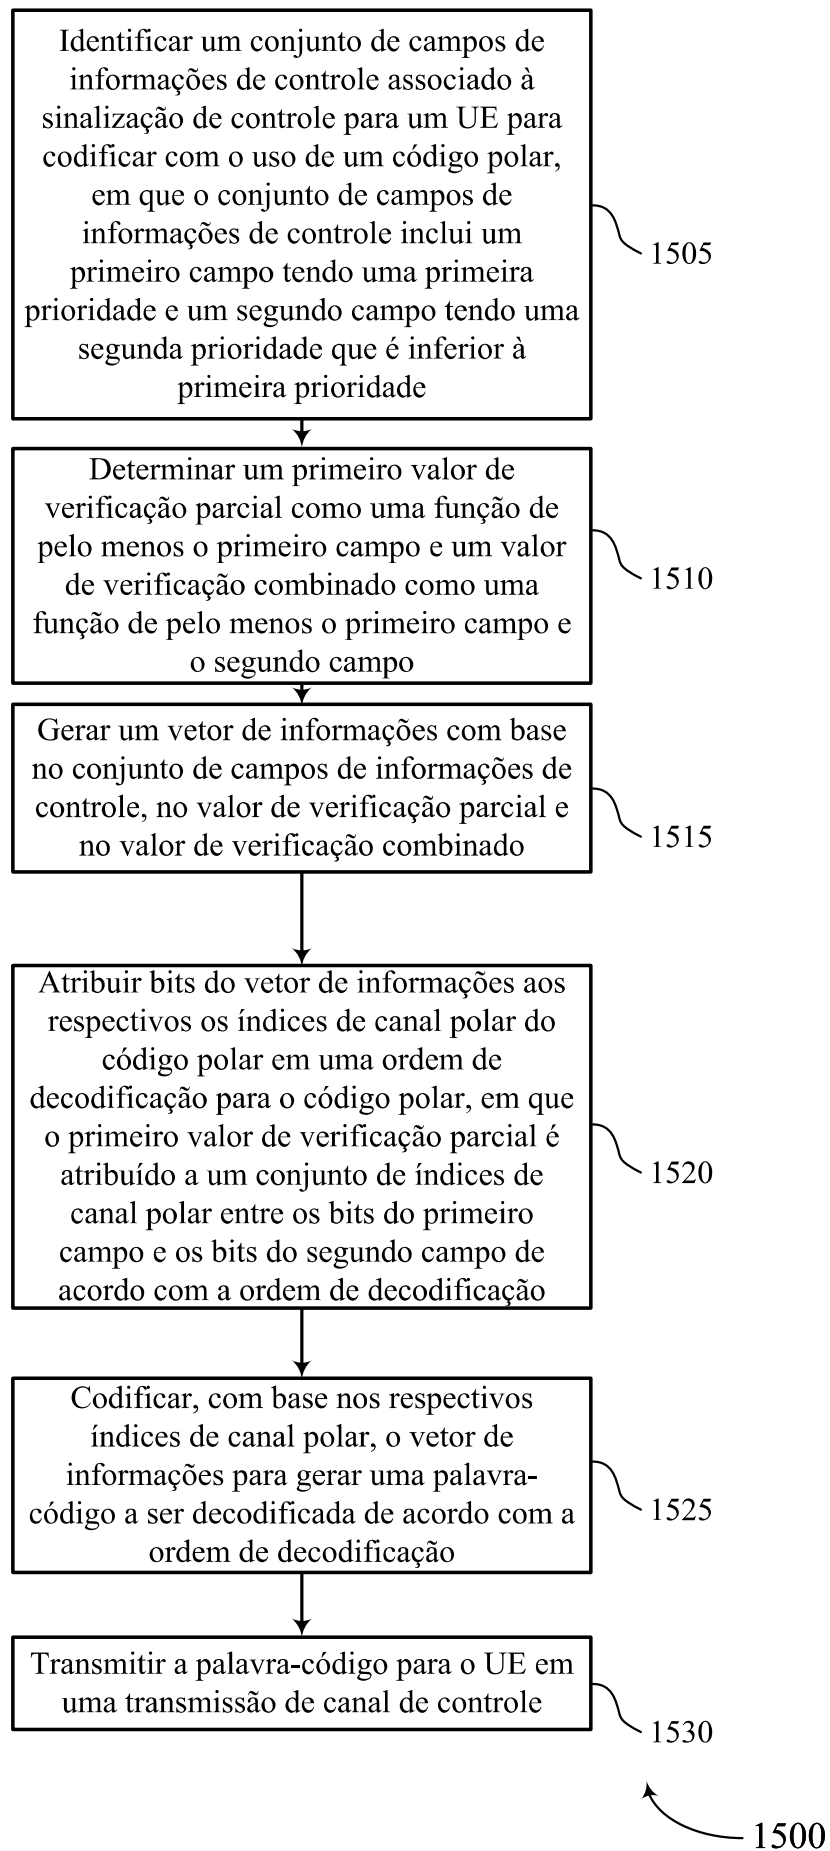 Identificar um conjunto de campos de
informações de controle associado à
sinalização de controle para um UE para
codificar com o uso de um código polar,
em que o conjunto de campos de
informações de controle inclui um
primeiro campo tendo uma primeira
prioridade e um segundo campo tendo uma
segunda prioridade que é inferior à
primeira prioridade
1505
Determinar um primeiro valor de
verificação parcial como uma função de
pelo menos o primeiro campo e um valor
de verificação combinado como uma
função de pelo menos o primeiro campo e
o segundo campo
1510
Gerar um vetor de informações com base
no conjunto de campos de informações de
controle, no valor de verificação parcial e
no valor de verificação combinado
1515
Atribuir bits do vetor de informações aos
respectivos os índices de canal polar do
código polar em uma ordem de
decodificação para o código polar, em que
o primeiro valor de verificação parcial é
atribuído a um conjunto de índices de
canal polar entre os bits do primeiro
campo e os bits do segundo campo de
acordo com a ordem de decodificação
1520
Codificar, com base nos respectivos
índices de canal polar, o vetor de
informações para gerar uma palavra-
código a ser decodificada de acordo com a
ordem de decodificação
1525
Transmitir a palavra-código para o UE em
uma transmissão de canal de controle
1530
1500